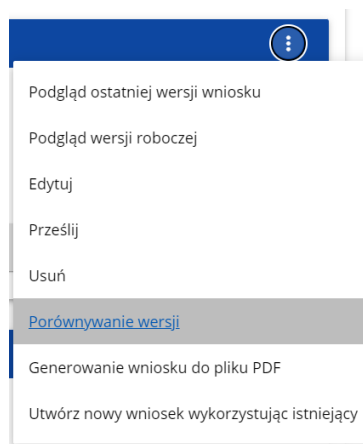 Podgląd ostatniej wersji wniosku
Podgląd wersji roboczej
Edytuj
Prześlij
Usuń
Porównywanie wersji
Generowanie wniosku do pliku PDF
Utwórz nowy wniosek wykorzystując istniejący